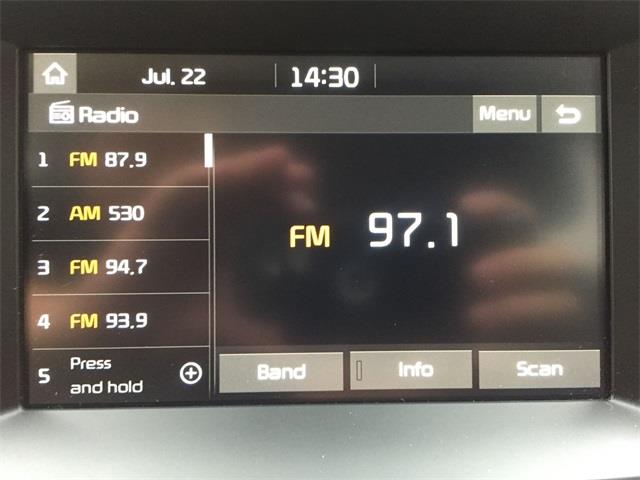 Jul. 22 14:30
Radio
Menu
1 FM 87.9
2 AM 530
3 FM 94.7
4 FM 93.9
5 Press and hold
FM 97.1
Band
Info
Scan